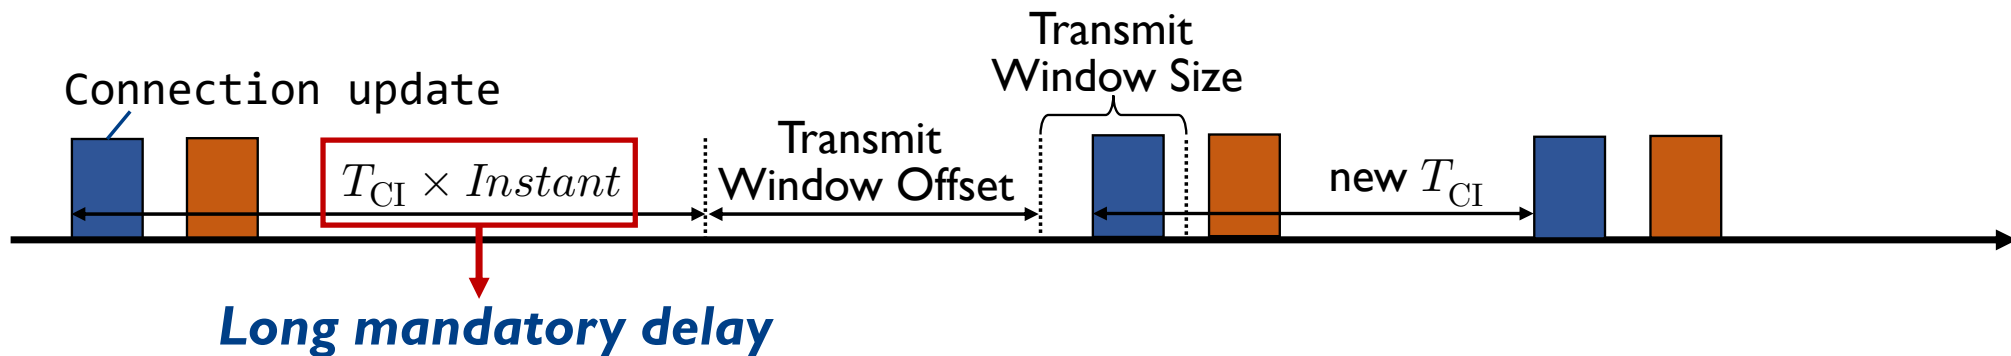 Transmit
Window Size
Connection update
Transmit
Window Offset
T_CI × Instant
new T_CI
Long mandatory delay